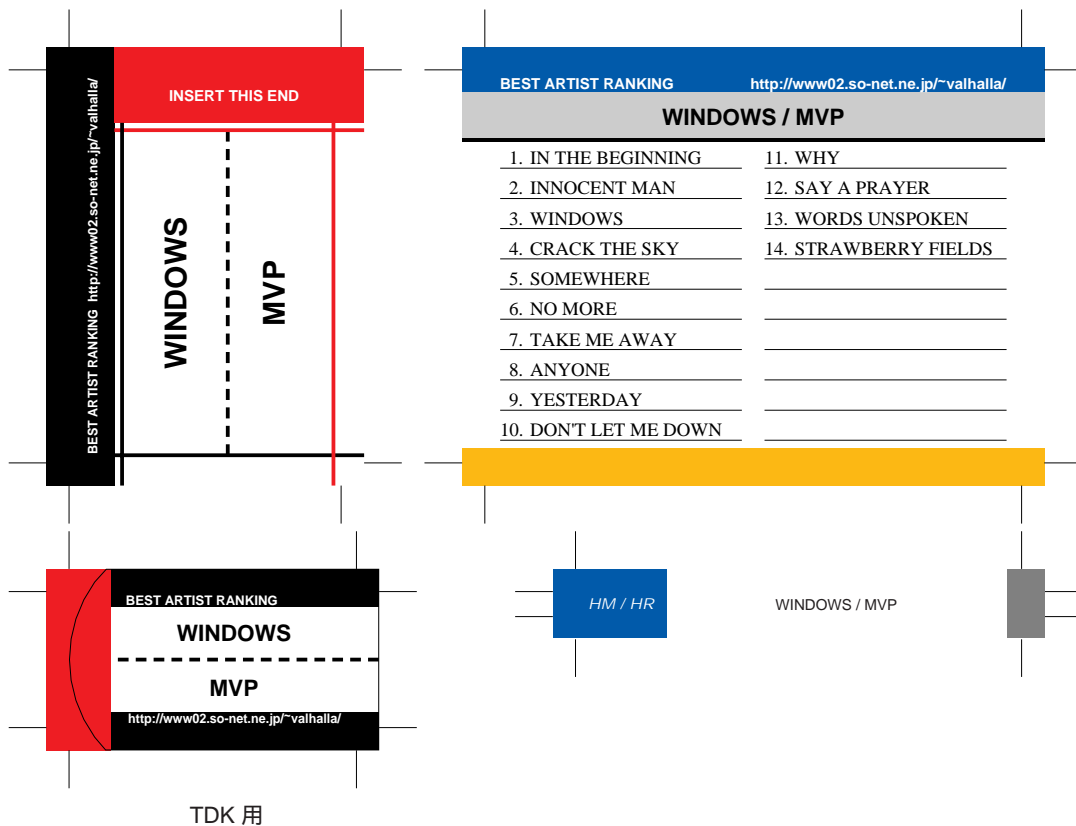 INSERT THIS END
BEST ARTIST RANKING http://www02.so-net.ne.jp/~valhalla/
WINDOWS
MVP
BEST ARTIST RANKING http://www02.so-net.ne.jp/~valhalla/
WINDOWS / MVP
1. IN THE BEGINNING
2. INNOCENT MAN
3. WINDOWS
4. CRACK THE SKY
5. SOMEWHERE
6. NO MORE
7. TAKE ME AWAY
8. ANYONE
9. YESTERDAY
10. DON'T LET ME DOWN
11. WHY
12. SAY A PRAYER
13. WORDS UNSPOKEN
14. STRAWBERRY FIELDS
BEST ARTIST RANKING
WINDOWS
MVP
http://www02.so-net.ne.jp/~valhalla/
HM / HR
WINDOWS / MVP
TDK 用